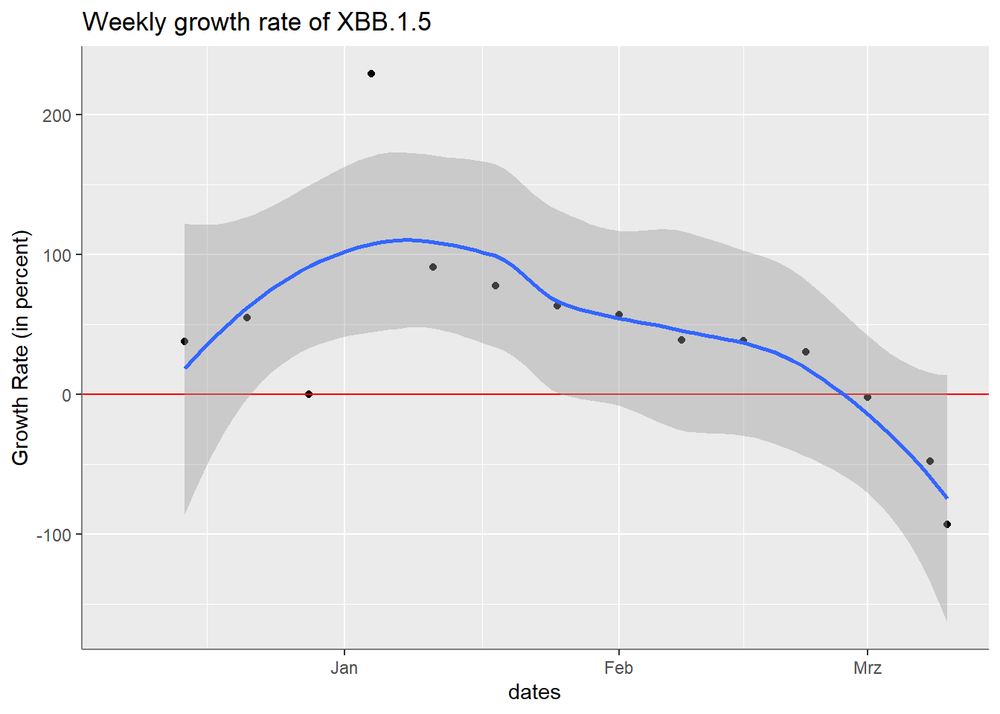 Weekly growth rate of XBB.1.5
Growth Rate (in percent)
200
100
0
-100
Jan
Feb
Mrz
dates